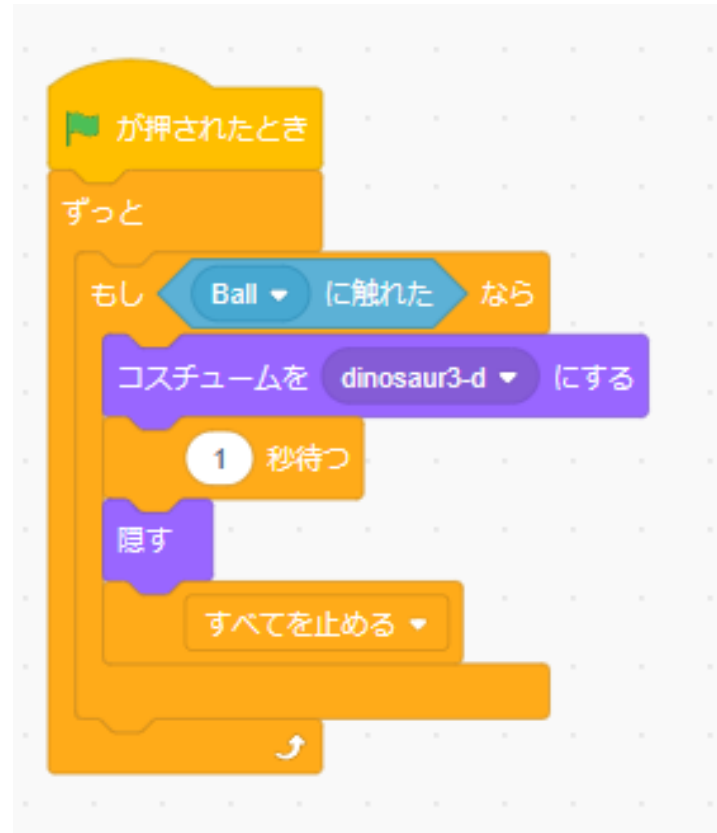 が押されたとき
ずっと
もし Ball に触れた なら
コスチュームを dinosaur3-d にする
1 秒待つ
隠す
すべてを止める